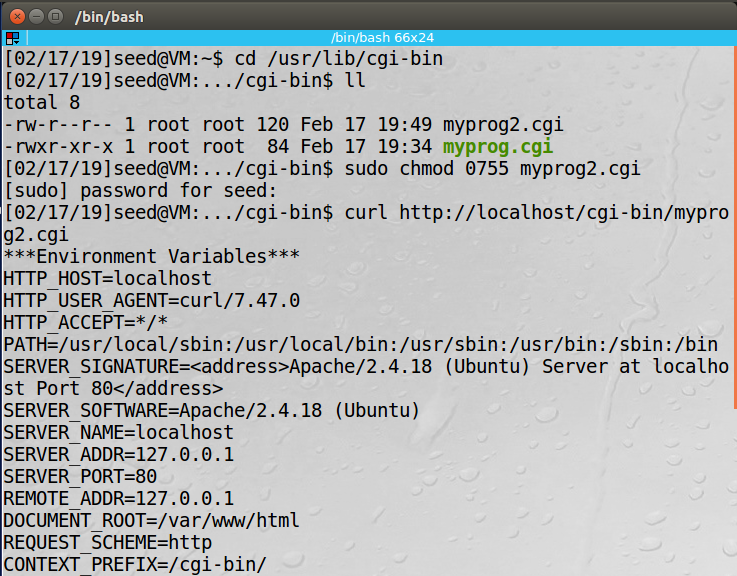 /bin/bash
/bin/bash 66x24
[02/17/19]seed@VM:~$ cd /usr/lib/cgi-bin
[02/17/19]seed@VM:.../cgi-bin$ ll
total 8
-rw-r--r-- 1 root root 120 Feb 17 19:49 myprog2.cgi
-rwxr-xr-x 1 root root  84 Feb 17 19:34 myprog.cgi
[02/17/19]seed@VM:.../cgi-bin$ sudo chmod 0755 myprog2.cgi
[sudo] password for seed:
[02/17/19]seed@VM:.../cgi-bin$ curl http://localhost/cgi-bin/mypro
g2.cgi
***Environment Variables***
HTTP_HOST=localhost
HTTP_USER_AGENT=curl/7.47.0
HTTP_ACCEPT=*/*
PATH=/usr/local/sbin:/usr/local/bin:/usr/sbin:/usr/bin:/sbin:/bin
SERVER_SIGNATURE=<address>Apache/2.4.18 (Ubuntu) Server at localho
st Port 80</address>
SERVER_SOFTWARE=Apache/2.4.18 (Ubuntu)
SERVER_NAME=localhost
SERVER_ADDR=127.0.0.1
SERVER_PORT=80
REMOTE_ADDR=127.0.0.1
DOCUMENT_ROOT=/var/www/html
REQUEST_SCHEME=http
CONTEXT_PREFIX=/cgi-bin/